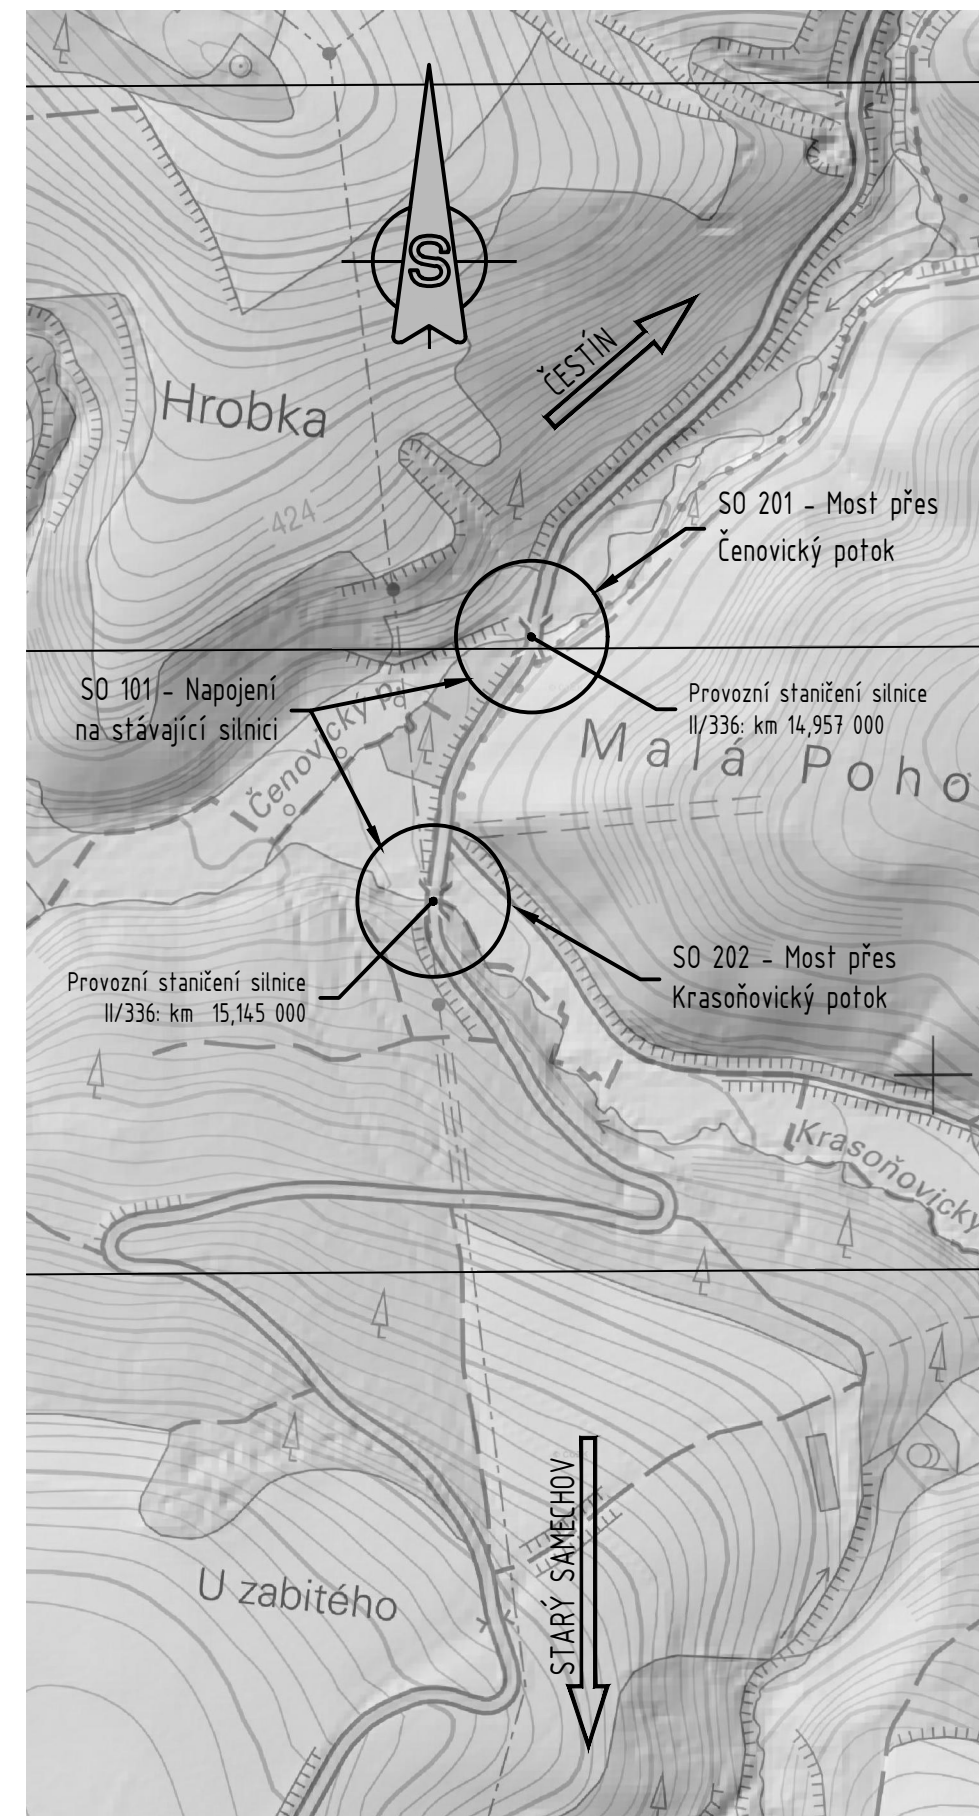 S
ČESTÍN
Hrobka
424
SO 201 - Most přes
Čenovický potok
SO 101 - Napojení
na stávající silnici
Provozní staničení silnice
II/336: km 14,957 000
Čenovický
Malá Poho
SO 202 - Most přes
Krasoňovický potok
Provozní staničení silnice
II/336: km 15,145 000
Krasoňovický
STARÝ SAMECHOV
U zabitého